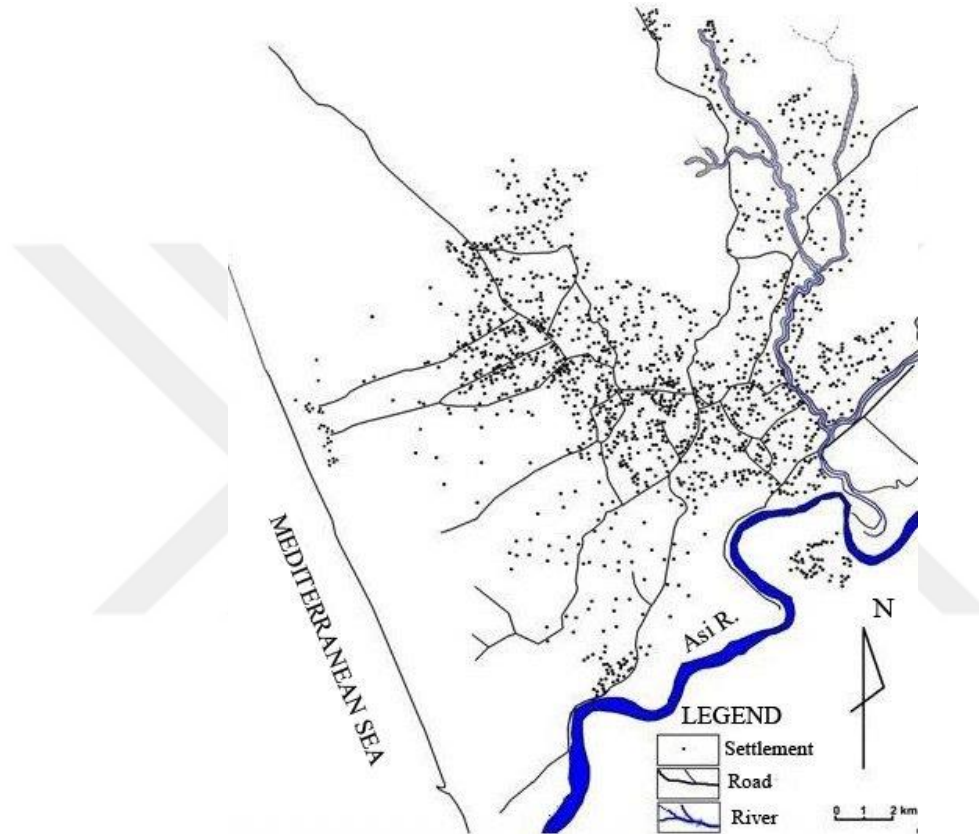 MEDITERRANEAN SEA
Asi R.
N
LEGEND
Settlement
Road
River
0 1 2 km